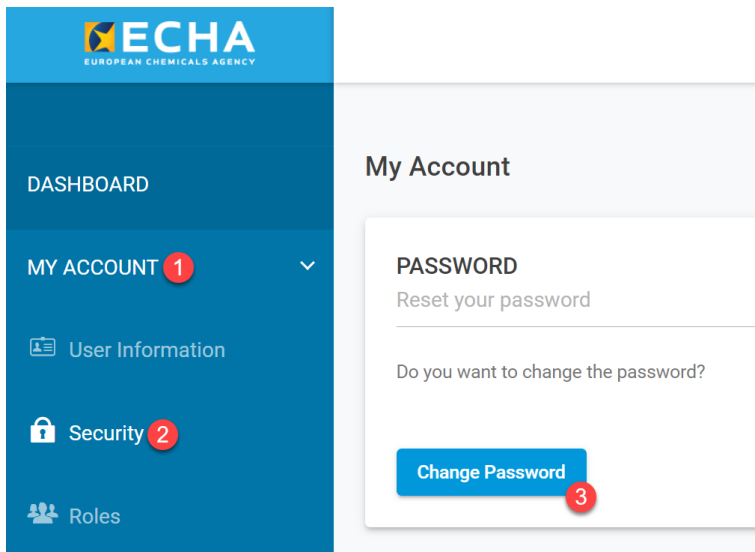 ECHA
EUROPEAN CHEMICALS AGENCY
DASHBOARD
MY ACCOUNT 1
User Information
Security 2
Roles
My Account
PASSWORD
Reset your password
Do you want to change the password?
Change Password
3